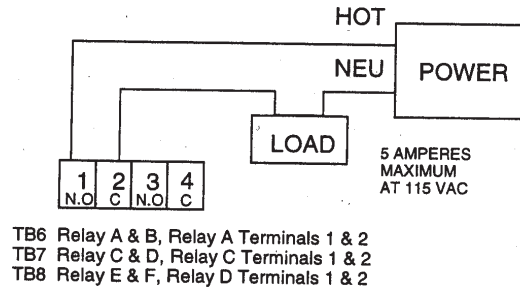 HOT
NEU
POWER
LOAD
5 AMPERES
MAXIMUM
AT 115 VAC
1 2 3 4
N.O C N.O C
TB6 Relay A & B, Relay A Terminals 1 & 2
TB7 Relay C & D, Relay C Terminals 1 & 2
TB8 Relay E & F, Relay D Terminals 1 & 2